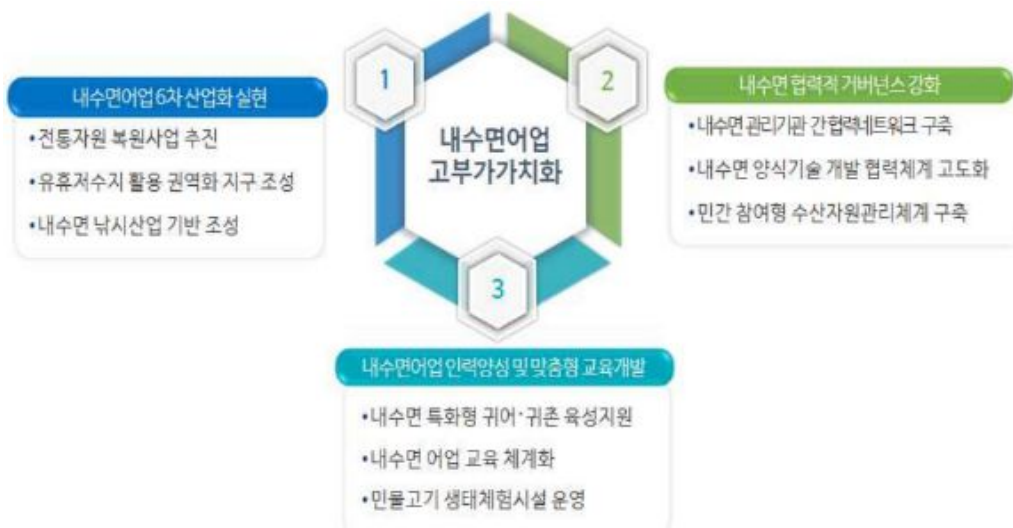 1
내수면어업 6차 산업화 실현
•전통자원 복원사업 추진
•유휴저수지 활용 권역화 지구 조성
•내수면 낚시산업 기반 조성
내수면어업
고부가가치화
2
내수면 협력적 거버넌스 강화
•내수면 관리기관 간 협력네트워크 구축
•내수면 양식기술 개발 협력체계 고도화
•민간 참여형 수산자원관리체계 구축
3
내수면어업 인력양성 및 맞춤형 교육개발
•내수면 특화형 귀어·귀촌 육성지원
•내수면 어업 교육 체계화
•민물고기 생태체험시설 운영